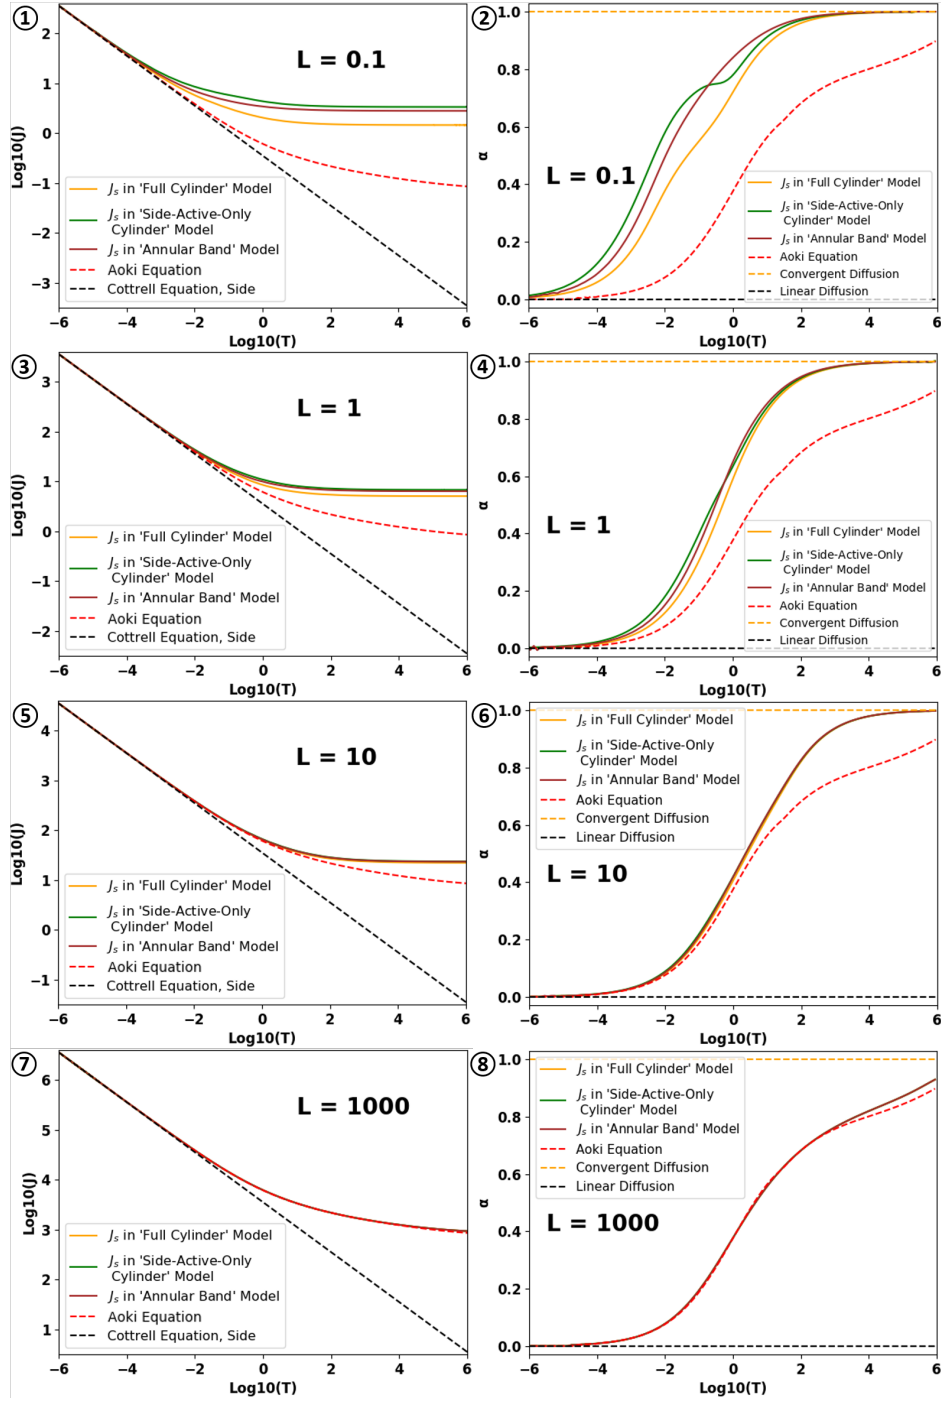 ①
L = 0.1
Log10(J)
2
1
0
−1
−2
−3
Js in 'Full Cylinder' Model
Js in 'Side-Active-Only
Cylinder' Model
Js in 'Annular Band' Model
Aoki Equation
Cottrell Equation, Side
−6 −4 −2 0 2 4 6
Log10(T)
②
L = 0.1
α
1.0
0.8
0.6
0.4
0.2
0.0
Js in 'Full Cylinder' Model
Js in 'Side-Active-Only
Cylinder' Model
Js in 'Annular Band' Model
Aoki Equation
Convergent Diffusion
Linear Diffusion
−6 −4 −2 0 2 4 6
Log10(T)
③
L = 1
Log10(J)
3
2
1
0
−1
−2
Js in 'Full Cylinder' Model
Js in 'Side-Active-Only
Cylinder' Model
Js in 'Annular Band' Model
Aoki Equation
Cottrell Equation, Side
−6 −4 −2 0 2 4 6
Log10(T)
④
L = 1
α
1.0
0.8
0.6
0.4
0.2
0.0
Js in 'Full Cylinder' Model
Js in 'Side-Active-Only
Cylinder' Model
Js in 'Annular Band' Model
Aoki Equation
Convergent Diffusion
Linear Diffusion
−6 −4 −2 0 2 4 6
Log10(T)
⑤
L = 10
Log10(J)
4
3
2
1
0
−1
Js in 'Full Cylinder' Model
Js in 'Side-Active-Only
Cylinder' Model
Js in 'Annular Band' Model
Aoki Equation
Cottrell Equation, Side
−6 −4 −2 0 2 4 6
Log10(T)
⑥
Js in 'Full Cylinder' Model
Js in 'Side-Active-Only
Cylinder' Model
Js in 'Annular Band' Model
Aoki Equation
Convergent Diffusion
Linear Diffusion
L = 10
α
1.0
0.8
0.6
0.4
0.2
0.0
−6 −4 −2 0 2 4 6
Log10(T)
⑦
L = 1000
Log10(J)
6
5
4
3
2
1
Js in 'Full Cylinder' Model
Js in 'Side-Active-Only
Cylinder' Model
Js in 'Annular Band' Model
Aoki Equation
Cottrell Equation, Side
−6 −4 −2 0 2 4 6
Log10(T)
⑧
Js in 'Full Cylinder' Model
Js in 'Side-Active-Only
Cylinder' Model
Js in 'Annular Band' Model
Aoki Equation
Convergent Diffusion
Linear Diffusion
L = 1000
α
1.0
0.8
0.6
0.4
0.2
0.0
−6 −4 −2 0 2 4 6
Log10(T)